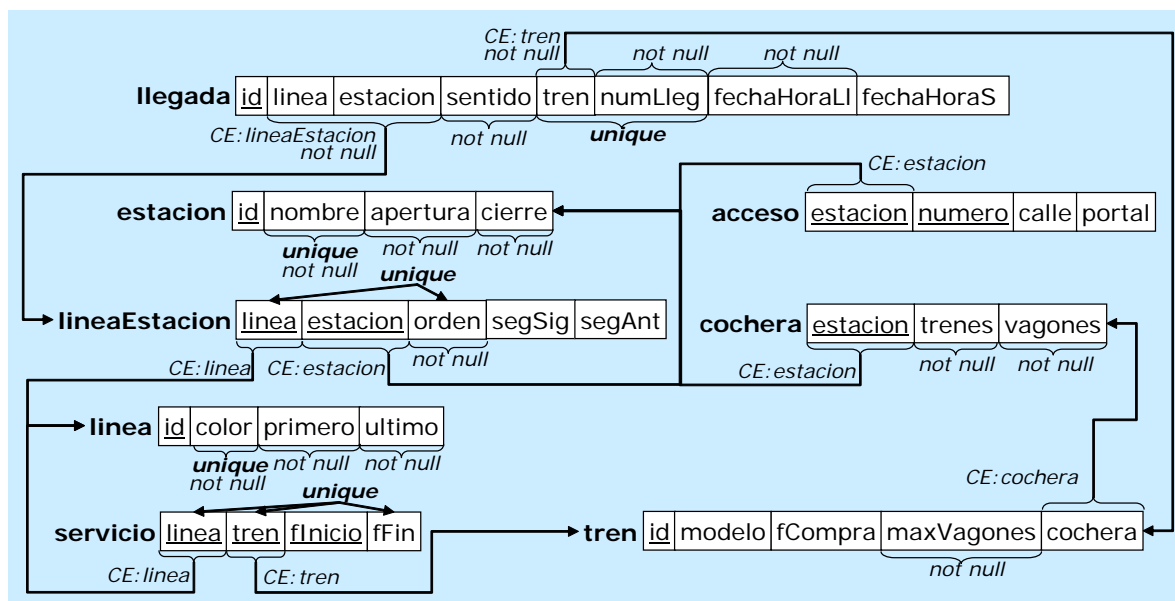 CE:tren
not null
not null
not null
llegada id linea estacion sentido tren numLleg fechaHoraLl fechaHoraS
CE:lineaEstacion
not null
not null
unique
CE:estacion
estacion id nombre apertura cierre
acceso estacion numero calle portal
unique
not null
not null
not null
unique
lineaEstacion linea estacion orden segSig segAnt
cochera estacion trenes vagones
CE:linea
CE:estacion
not null
CE:estacion
not null
not null
linea id color primero ultimo
unique
not null
not null
not null
CE:cochera
unique
servicio linea tren fInicio fFin
tren id modelo fCompra maxVagones cochera
CE:linea
CE:tren
not null